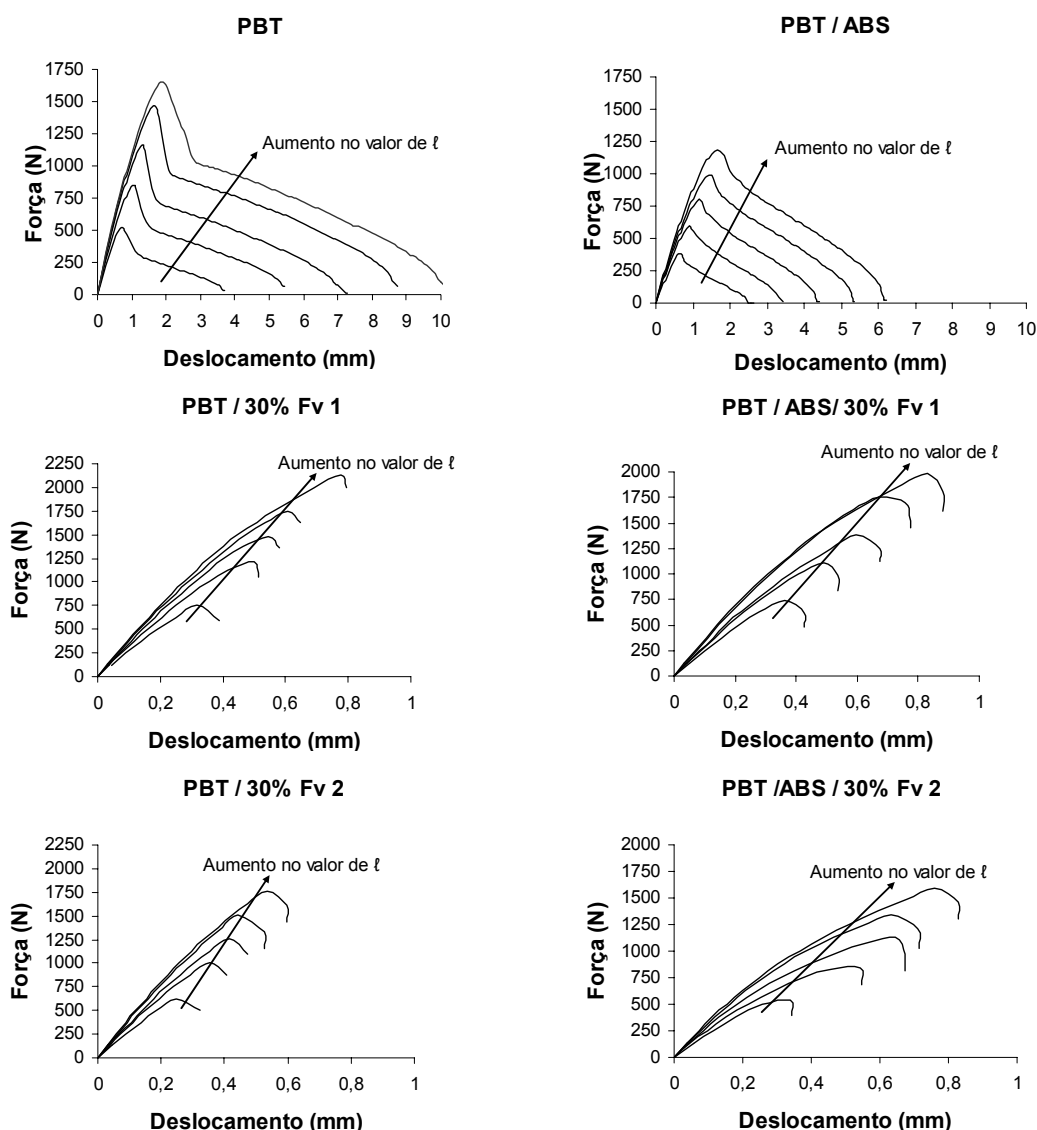 PBT
1750
1500
1250
1000
750
500
250
0
Força (N)
Aumento no valor de ℓ
0 1 2 3 4 5 6 7 8 9 10
Deslocamento (mm)
PBT / ABS
1750
1500
1250
1000
750
500
250
0
Força (N)
Aumento no valor de ℓ
0 1 2 3 4 5 6 7 8 9 10
Deslocamento (mm)
PBT / 30% Fv 1
2250
2000
1750
1500
1250
1000
750
500
250
0
Força (N)
Aumento no valor de ℓ
0 0,2 0,4 0,6 0,8 1
Deslocamento (mm)
PBT / ABS/ 30% Fv 1
2000
1750
1500
1250
1000
750
500
250
0
Força (N)
Aumento no valor de ℓ
0 0,2 0,4 0,6 0,8 1
Deslocamento (mm)
PBT / 30% Fv 2
2250
2000
1750
1500
1250
1000
750
500
250
0
Força (N)
Aumento no valor de ℓ
0 0,2 0,4 0,6 0,8 1
Deslocamento (mm)
PBT /ABS / 30% Fv 2
2000
1750
1500
1250
1000
750
500
250
0
Força (N)
Aumento no valor de ℓ
0 0,2 0,4 0,6 0,8 1
Deslocamento (mm)